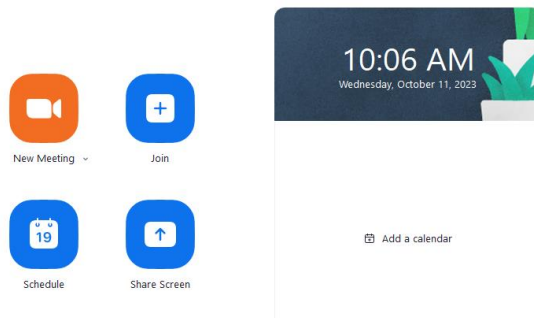 10:06 AM
Wednesday, October 11, 2023
New Meeting
Join
19
Schedule
Share Screen
Add a calendar